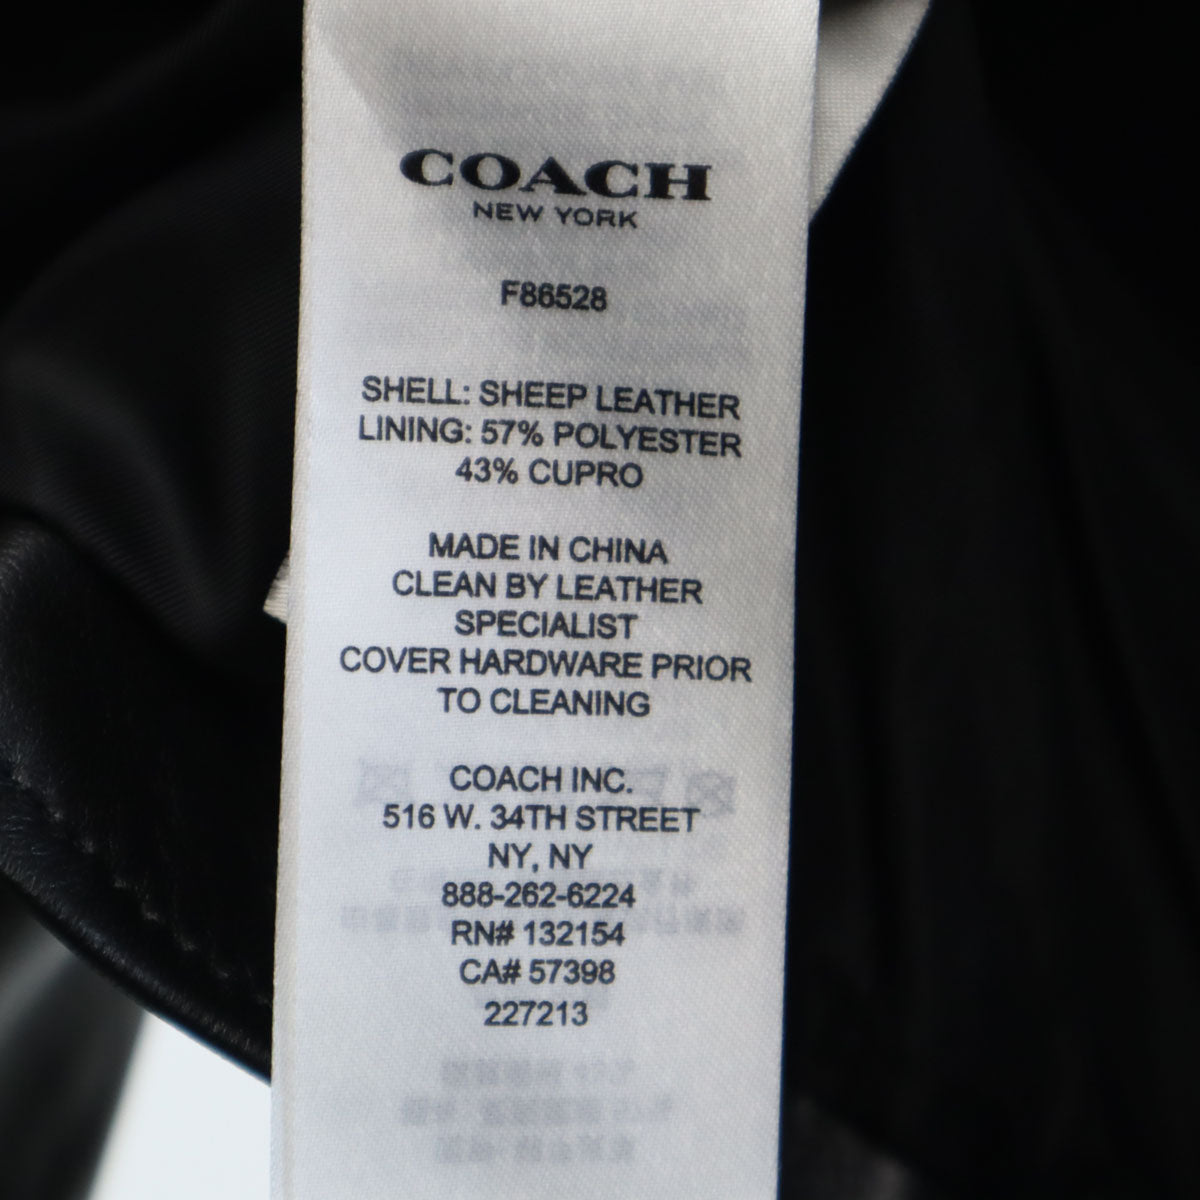 COACH
NEW YORK
F86528
SHELL: SHEEP LEATHER
LINING: 57% POLYESTER
43% CUPRO
MADE IN CHINA
CLEAN BY LEATHER
SPECIALIST
COVER HARDWARE PRIOR
TO CLEANING
COACH INC.
516 W. 34TH STREET
NY, NY
888-262-6224
RN# 132154
CA# 57398
227213